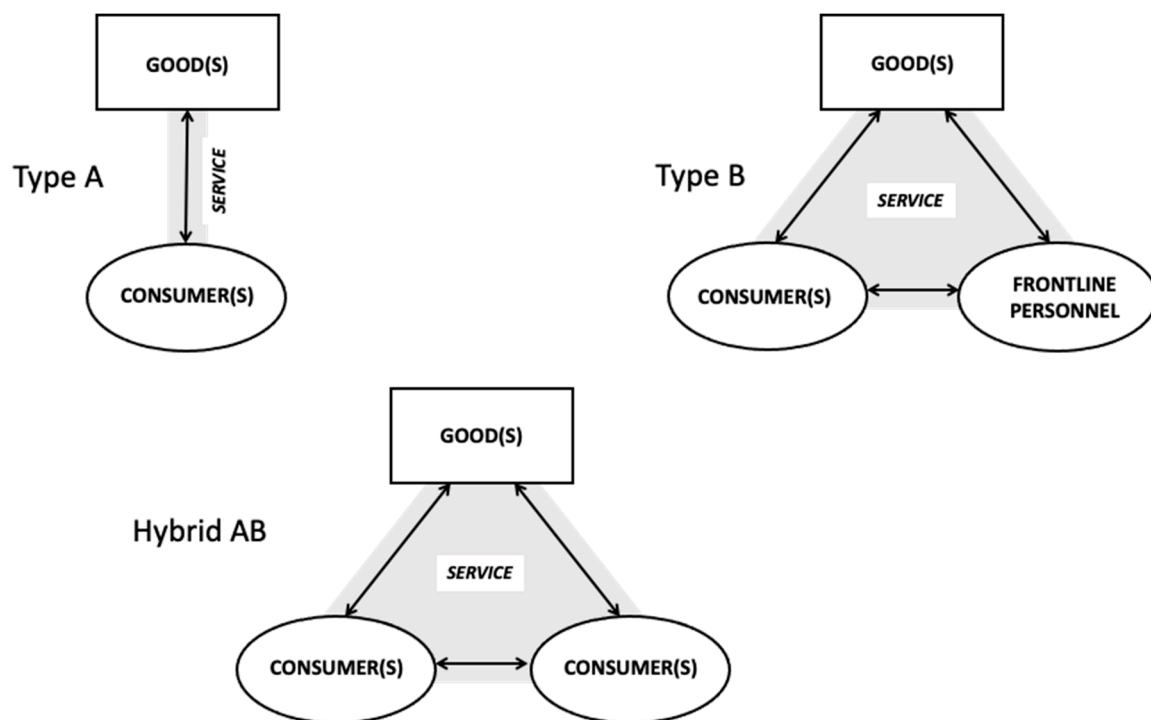 GOOD(S)
Type A
SERVICE
CONSUMER(S)
GOOD(S)
Type B
SERVICE
CONSUMER(S)
FRONTLINE
PERSONNEL
GOOD(S)
Hybrid AB
SERVICE
CONSUMER(S)
CONSUMER(S)